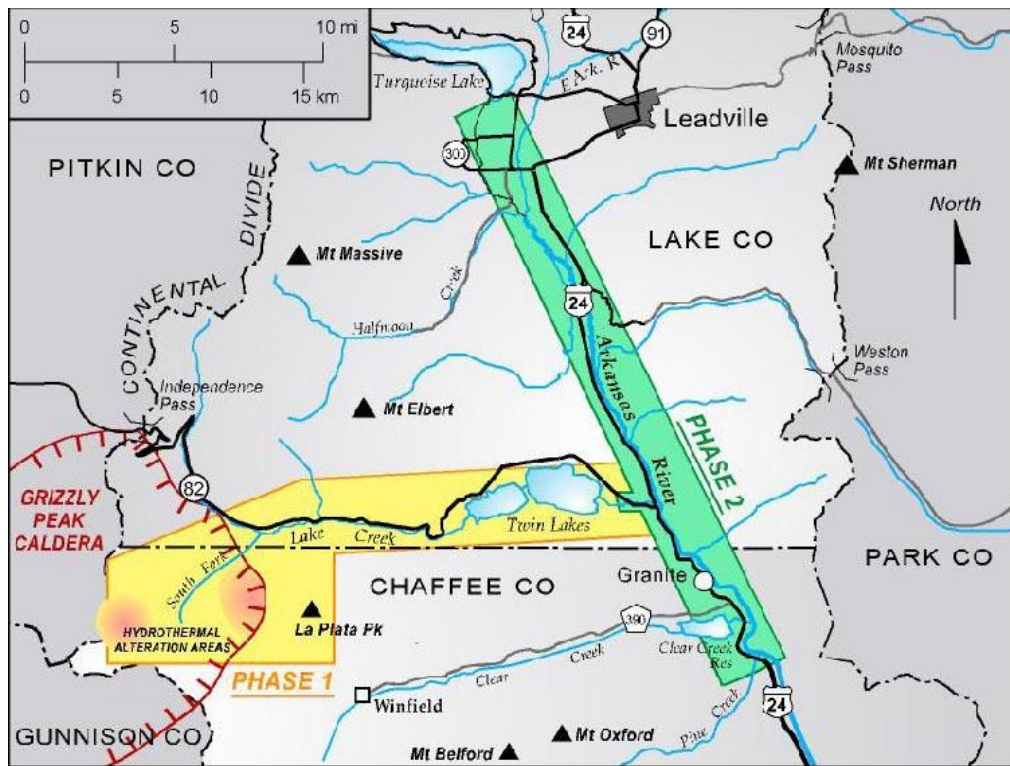 0 5 10 mi
0 5 10 15 km
24
91
Mosquito
Pass
E Ark. R
Turquoise Lake
Leadville
300
PITKIN CO
Mt Sherman
DIVIDE
North
LAKE CO
Mt Massive
CONTINENTAL
Creek
24
Halfmoon
Arkansas
Weston
Pass
Independence
Pass
Mt Elbert
PHASE 2
River
82
GRIZZLY
PEAK
CALDERA
Twin Lakes
Lake Creek
PARK CO
South Fork
CHAFFEE CO
Granite
La Plata Pk
390
HYDROTHERMAL
ALTERATION AREAS
Clear Creek
Res
PHASE 1
Clear Creek
Winfield
24
Pine Creek
GUNNISON CO
Mt Oxford
Mt Belford